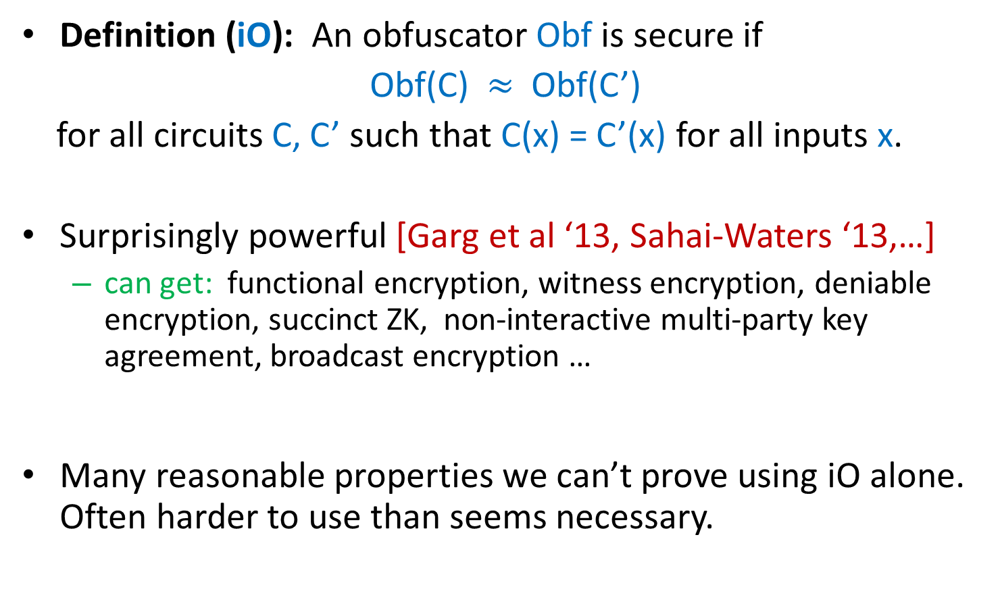 • Definition (iO): An obfuscator Obf is secure if
Obf(C) ≈ Obf(C’)
for all circuits C, C’ such that C(x) = C’(x) for all inputs x.
• Surprisingly powerful [Garg et al ‘13, Sahai-Waters ‘13,…]
– can get: functional encryption, witness encryption, deniable
encryption, succinct ZK, non-interactive multi-party key
agreement, broadcast encryption …
• Many reasonable properties we can’t prove using iO alone.
Often harder to use than seems necessary.